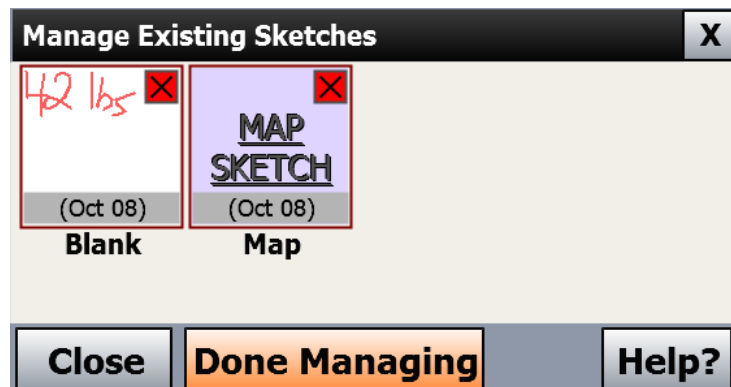 Manage Existing Sketches X
42 lbs X X
MAP
SKETCH
(Oct 08) (Oct 08)
Blank Map
Close Done Managing Help?